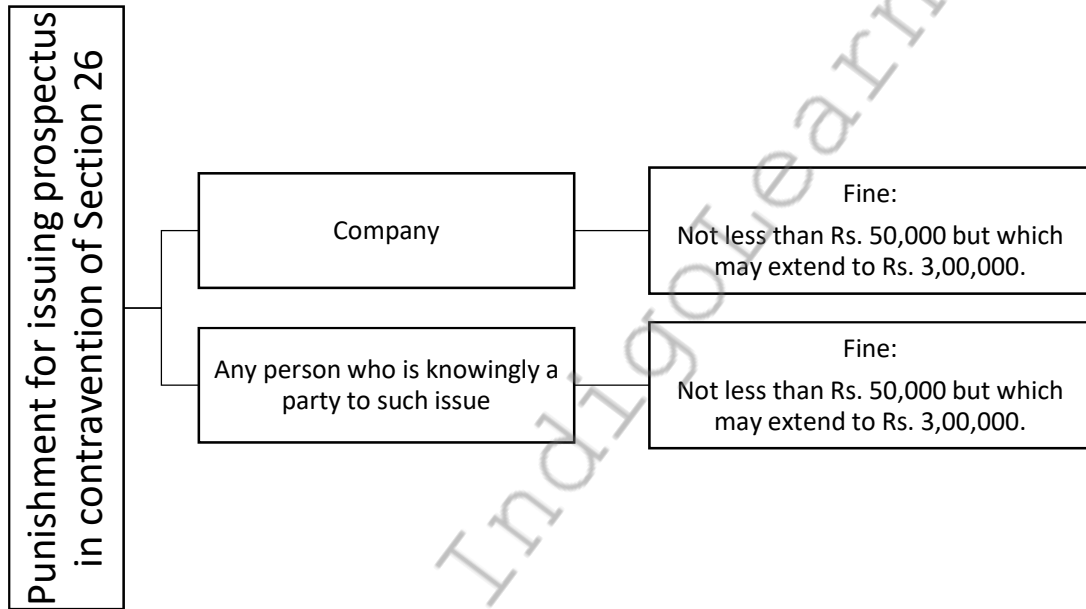 Punishment for issuing prospectus
in contravention of Section 26
Company
Fine:
Not less than Rs. 50,000 but which
may extend to Rs. 3,00,000.
Any person who is knowingly a
party to such issue
Fine:
Not less than Rs. 50,000 but which
may extend to Rs. 3,00,000.
IndigoLearn